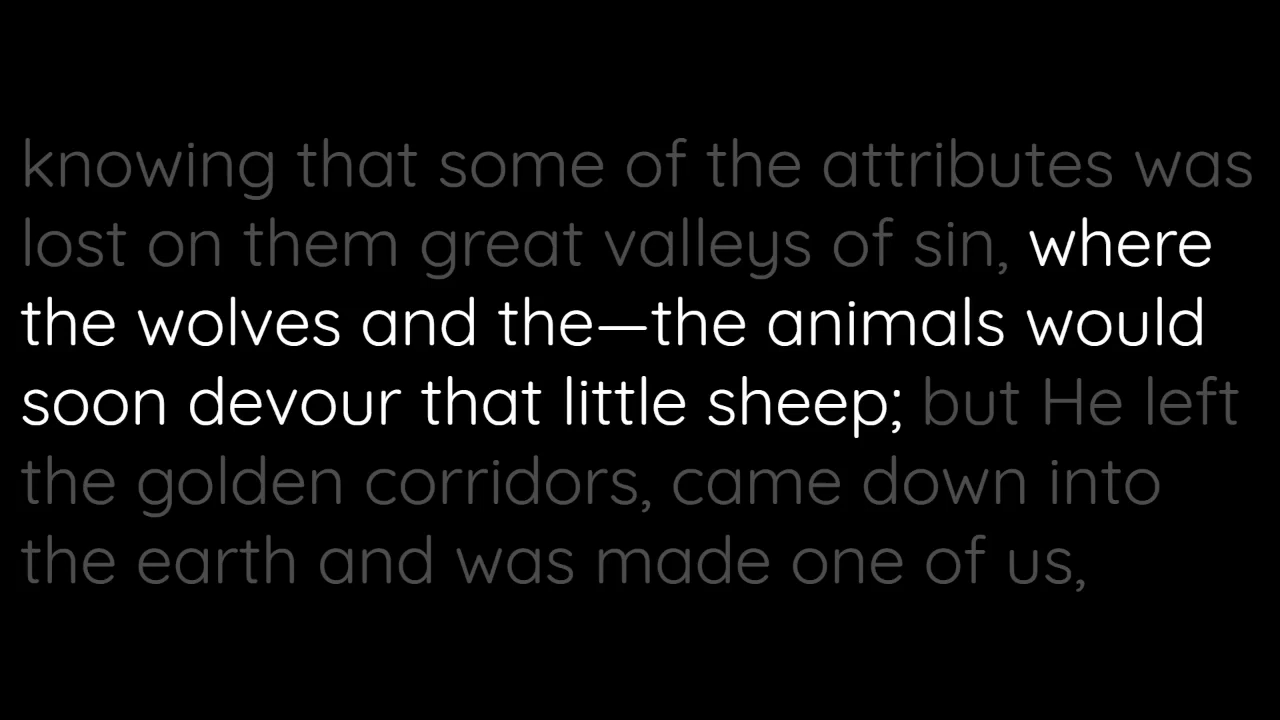 knowing that some of the attributes was
lost on them great valleys of sin, where
the wolves and the—the animals would
soon devour that little sheep; but He left
the golden corridors, came down into
the earth and was made one of us,